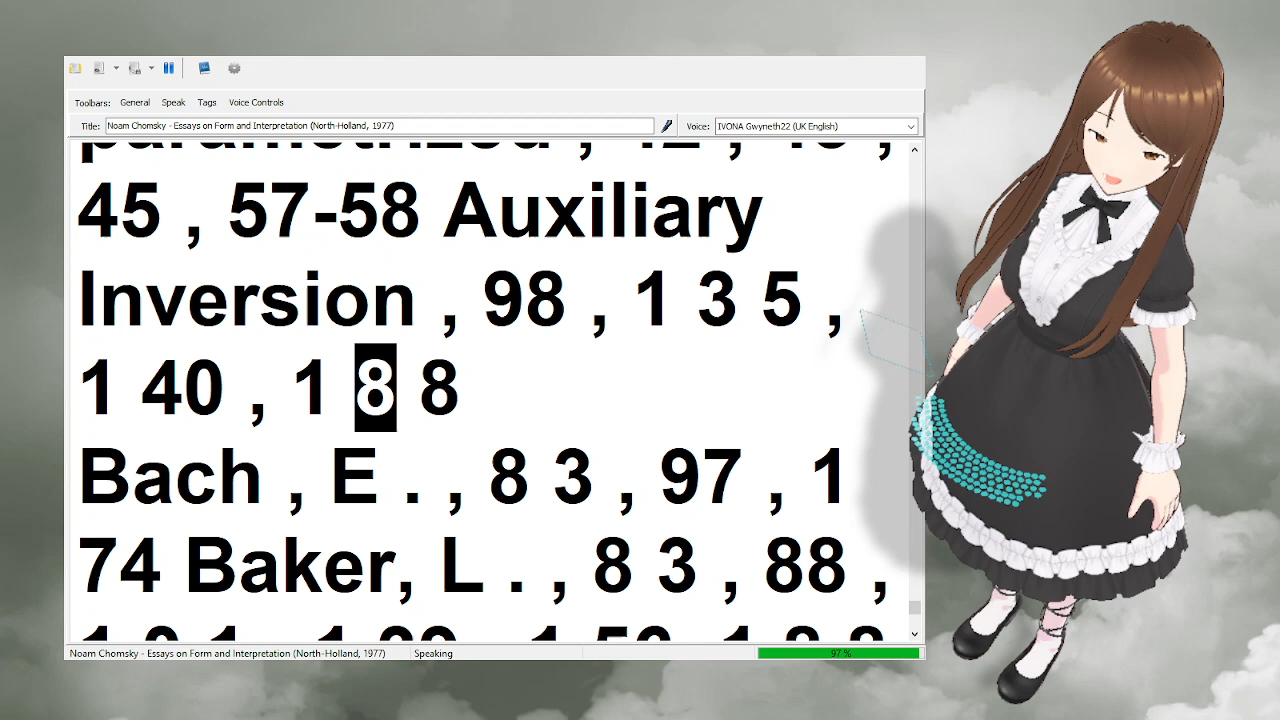 Toolbars: General Speak Tags Voice Controls
Title: Noam Chomsky - Essays on Form and Interpretation (North-Holland, 1977) Voice: IVONA Gwyneth22 (UK English)
45 , 57-58 Auxiliary
Inversion , 98 , 1 3 5 ,
1 40 , 1 8 8
Bach , E . , 8 3 , 97 , 1
74 Baker, L . , 8 3 , 88 ,
Noam Chomsky - Essays on Form and Interpretation (North-Holland, 1977) Speaking 97 %